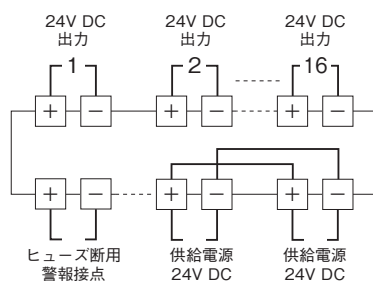 24V DC 24V DC 24V DC
出力 出力 出力
1 2 16
+ − + − + −
+ − + − + −
ヒューズ断用 供給電源 供給電源
警報接点 24V DC 24V DC